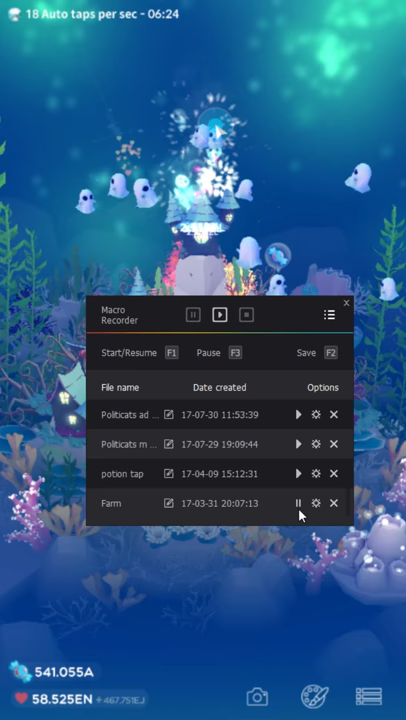 18 Auto taps per sec - 06:24
Macro
Recorder
x
Start/Resume F1 Pause F3 Save F2
File name Date created Options
Politicats ad ... 17-07-30 11:53:39
Politicats m ... 17-07-29 19:09:44
potion tap 17-04-09 15:12:31
Farm 17-03-31 20:07:13
541.055A
58.525EN +467.751EJ